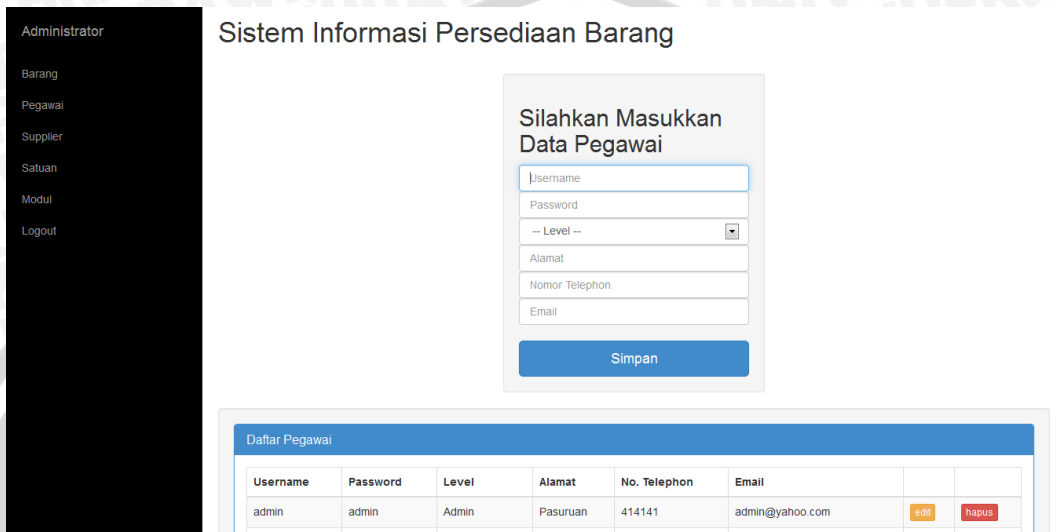 Administrator
Barang
Pegawai
Supplier
Satuan
Modul
Logout
Sistem Informasi Persediaan Barang
Silahkan Masukkan
Data Pegawai
Username
Password
-- Level --
Alamat
Nomor Telephon
Email
Simpan
Daftar Pegawai
Username Password Level Alamat No. Telephon Email
admin admin Admin Pasuruan 414141 admin@yahoo.com edit hapus